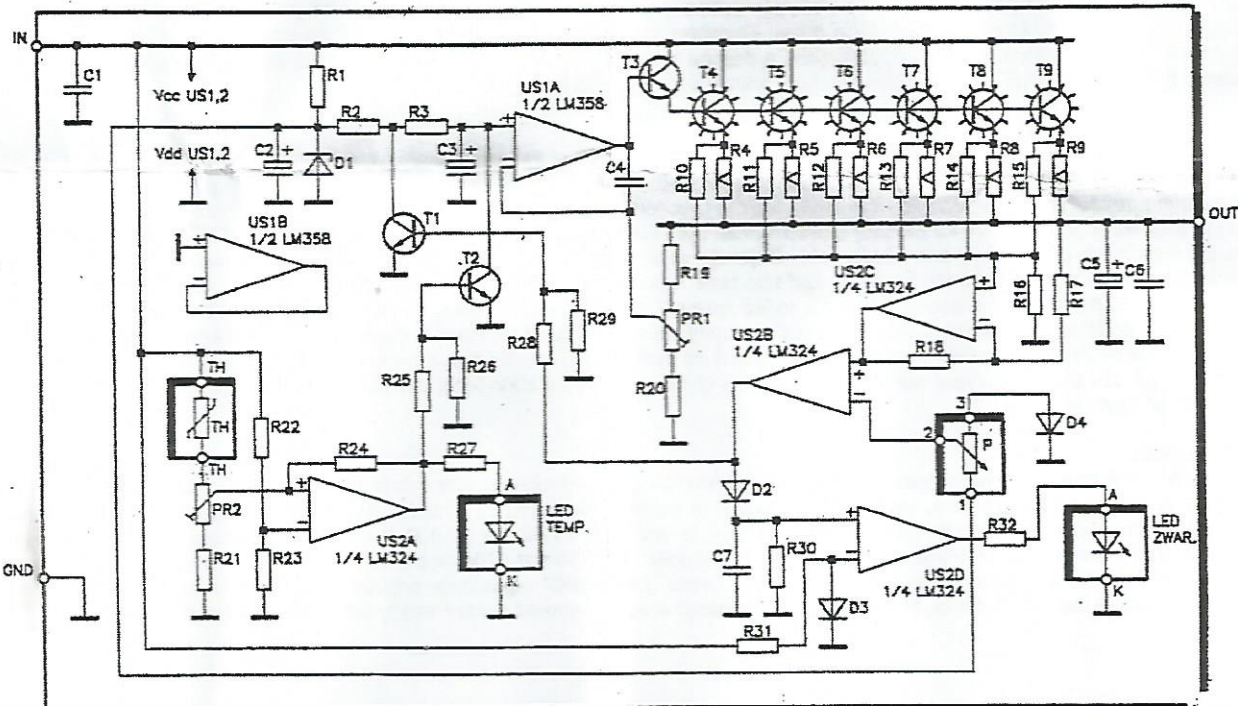 IN
C1
Vcc US1,2
R1
R2
R3
US1A
1/2 LM358
T3
T4
T5
T6
T7
T8
T9
Vdd US1,2
C2
+
D1
C3
+
+
-
C4
R10
R4
R11
R5
R12
R6
R13
R7
R14
R8
R15
R9
OUT
US1B
1/2 LM358
+
-
T1
T2
R19
US2C
1/4 LM324
+
-
R16
R17
C5
+
C6
R28
R29
PR1
US2B
1/4 LM324
+
-
R18
TH
TH
TH
R22
R25
R26
R20
3
2
P
1
D4
R24
R27
A
LED
TEMP.
K
PR2
+
-
US2A
1/4 LM324
R21
R23
D2
C7
R30
+
-
US2D
1/4 LM324
D3
R32
A
LED
ZWAR.
K
GND
R31